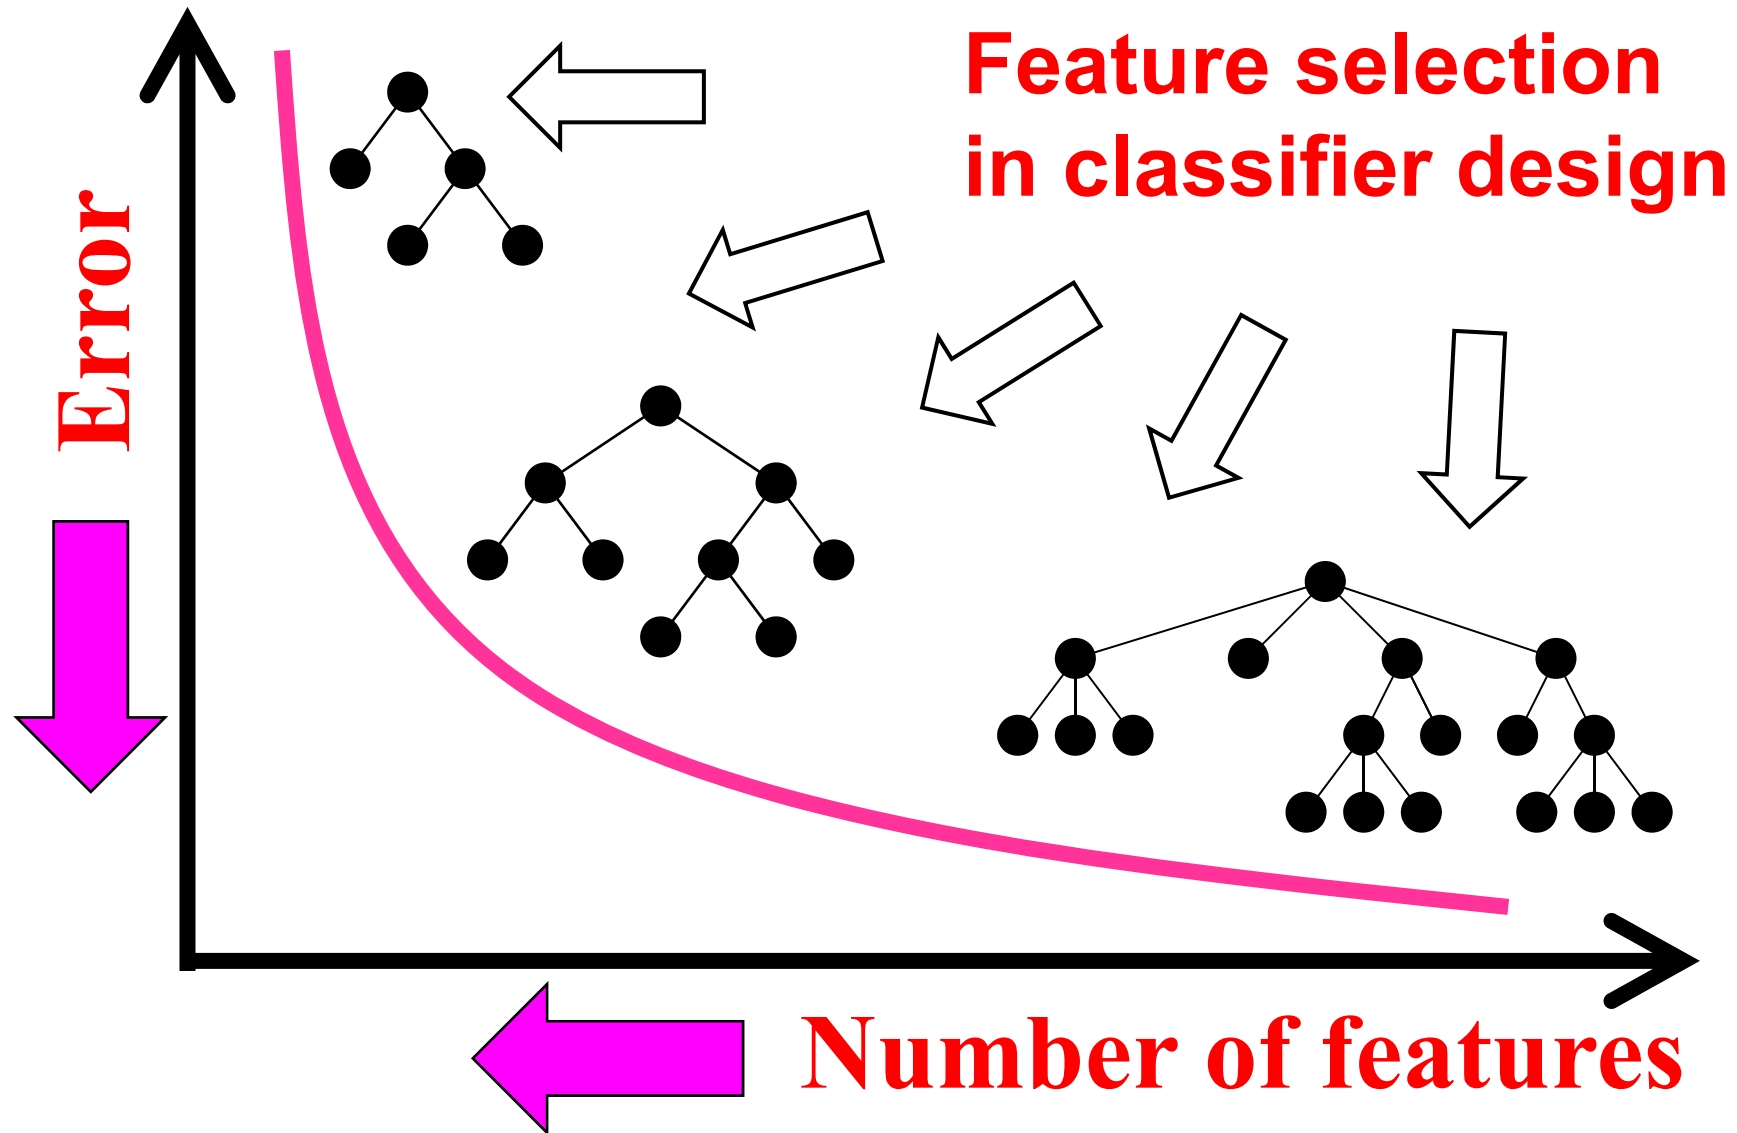 Feature selection
in classifier design
Error
Number of features